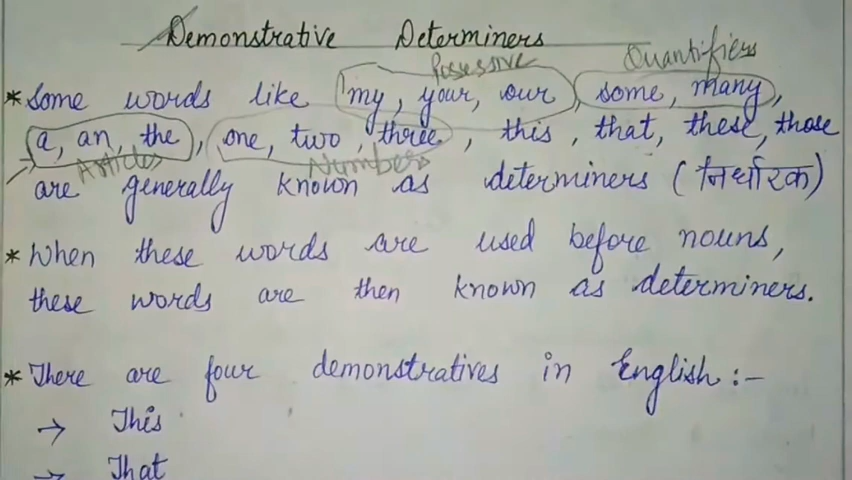 Demonstrative Determiners
Possessive Quantifiers
* Some words like my, your, our, some, many,
a, an, the, one, two, three, this, that, these, those
Articles Numbers
are generally known as determiners (निर्धारक)
* When these words are used before nouns,
these words are then known as determiners.
* There are four demonstratives in English :-
→ This
→ That